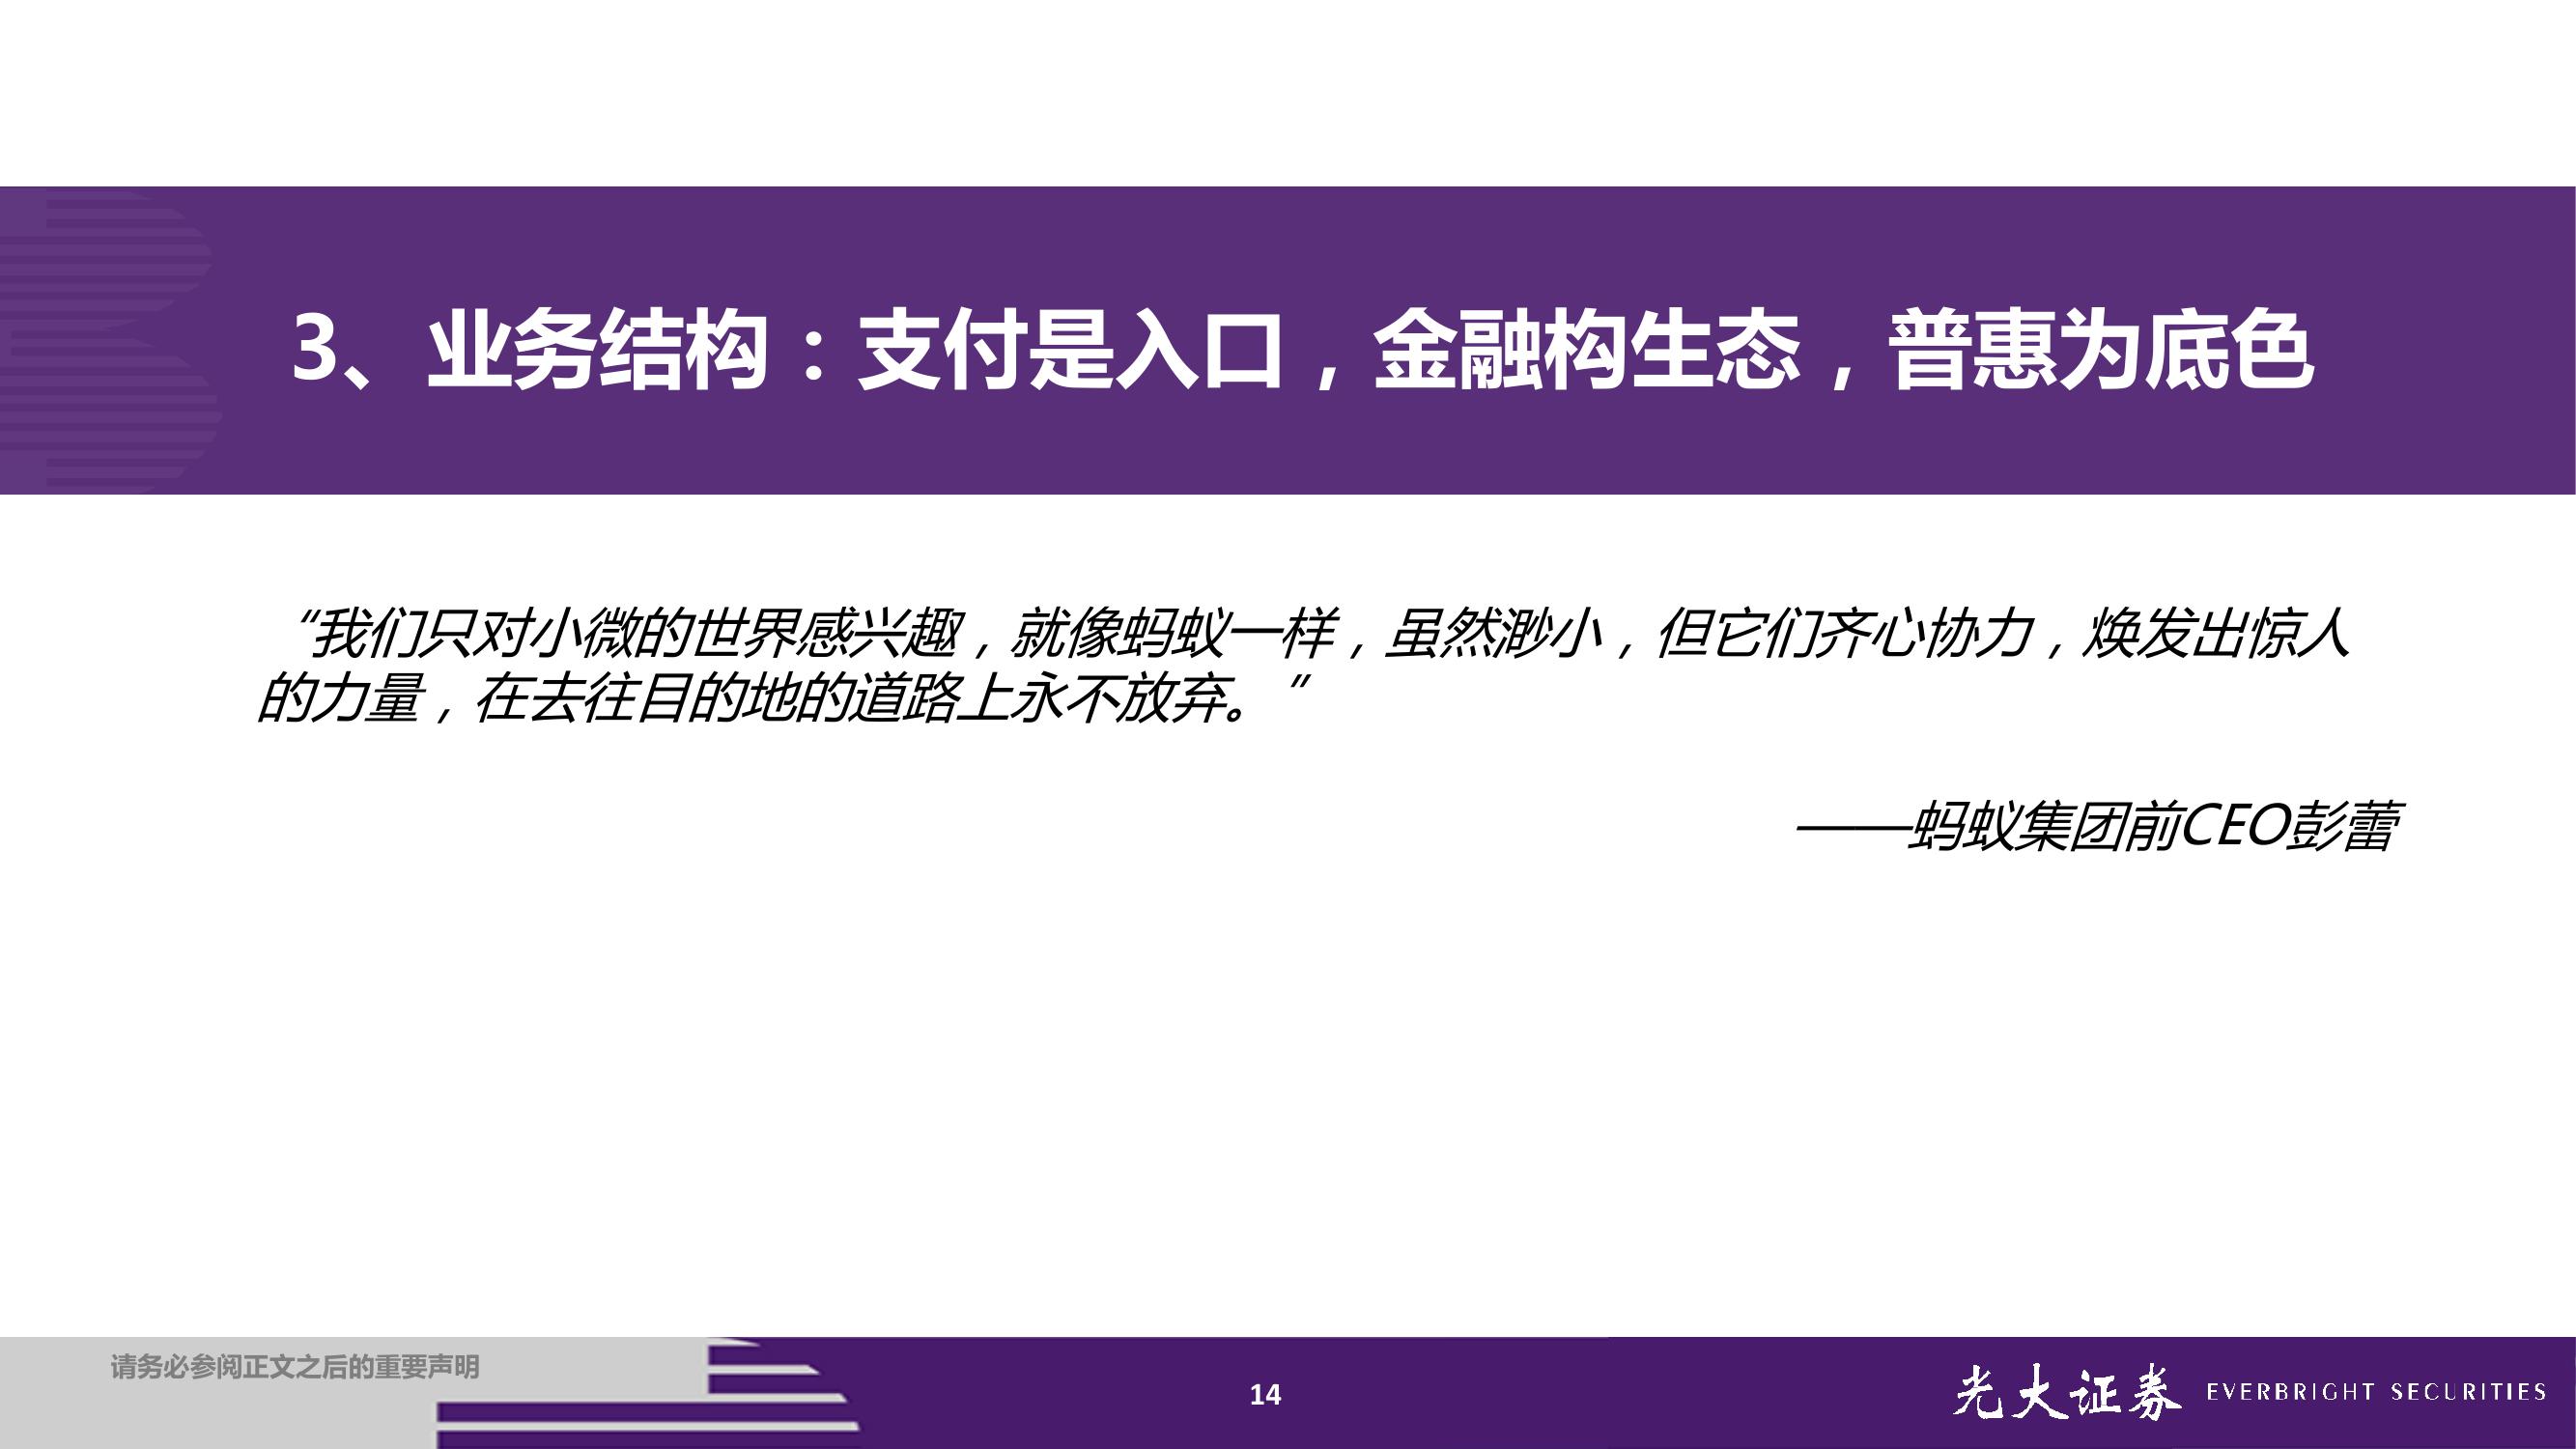 3、业务结构：支付是入口，金融构生态，普惠为底色
“我们只对小微的世界感兴趣，就像蚂蚁一样，虽然渺小，但它们齐心协力，焕发出惊人
的力量，在去往目的地的道路上永不放弃。”
——蚂蚁集团前CEO彭蕾
请务必参阅正文之后的重要声明
14
光大证券 EVERBRIGHT SECURITIES